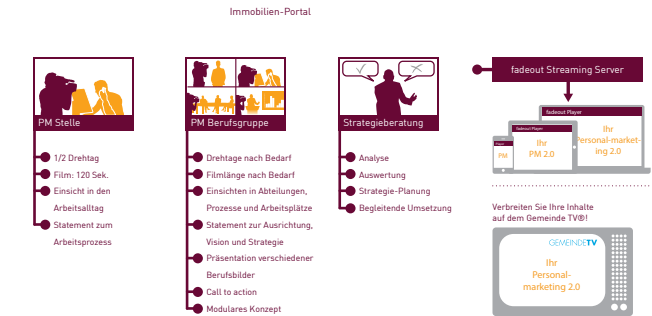 Immobilien-Portal
PM Stelle
1/2 Drehtag
Film: 120 Sek.
Einsicht in den
Arbeitsalltag
Statement zum
Arbeitsprozess
PM Berufsgruppe
Drehtage nach Bedarf
Filmlänge nach Bedarf
Einsichten in Abteilungen,
Prozesse und Arbeitsplätze
Statement zur Ausrichtung,
Vision und Strategie
Präsentation verschiedener
Berufsbilder
Call to action
Modulares Konzept
Strategieberatung
Analyse
Auswertung
Strategie-Planung
Begleitende Umsetzung
fadeout Streaming Server
fadeout Player
Ihr
Personal-market-
ing 2.0
fadeout Player
Ihr
PM 2.0
Player
PM
Verbreiten Sie Ihre Inhalte
auf dem Gemeinde TV®!
GEMEINDETV
Ihr
Personal-
marketing 2.0